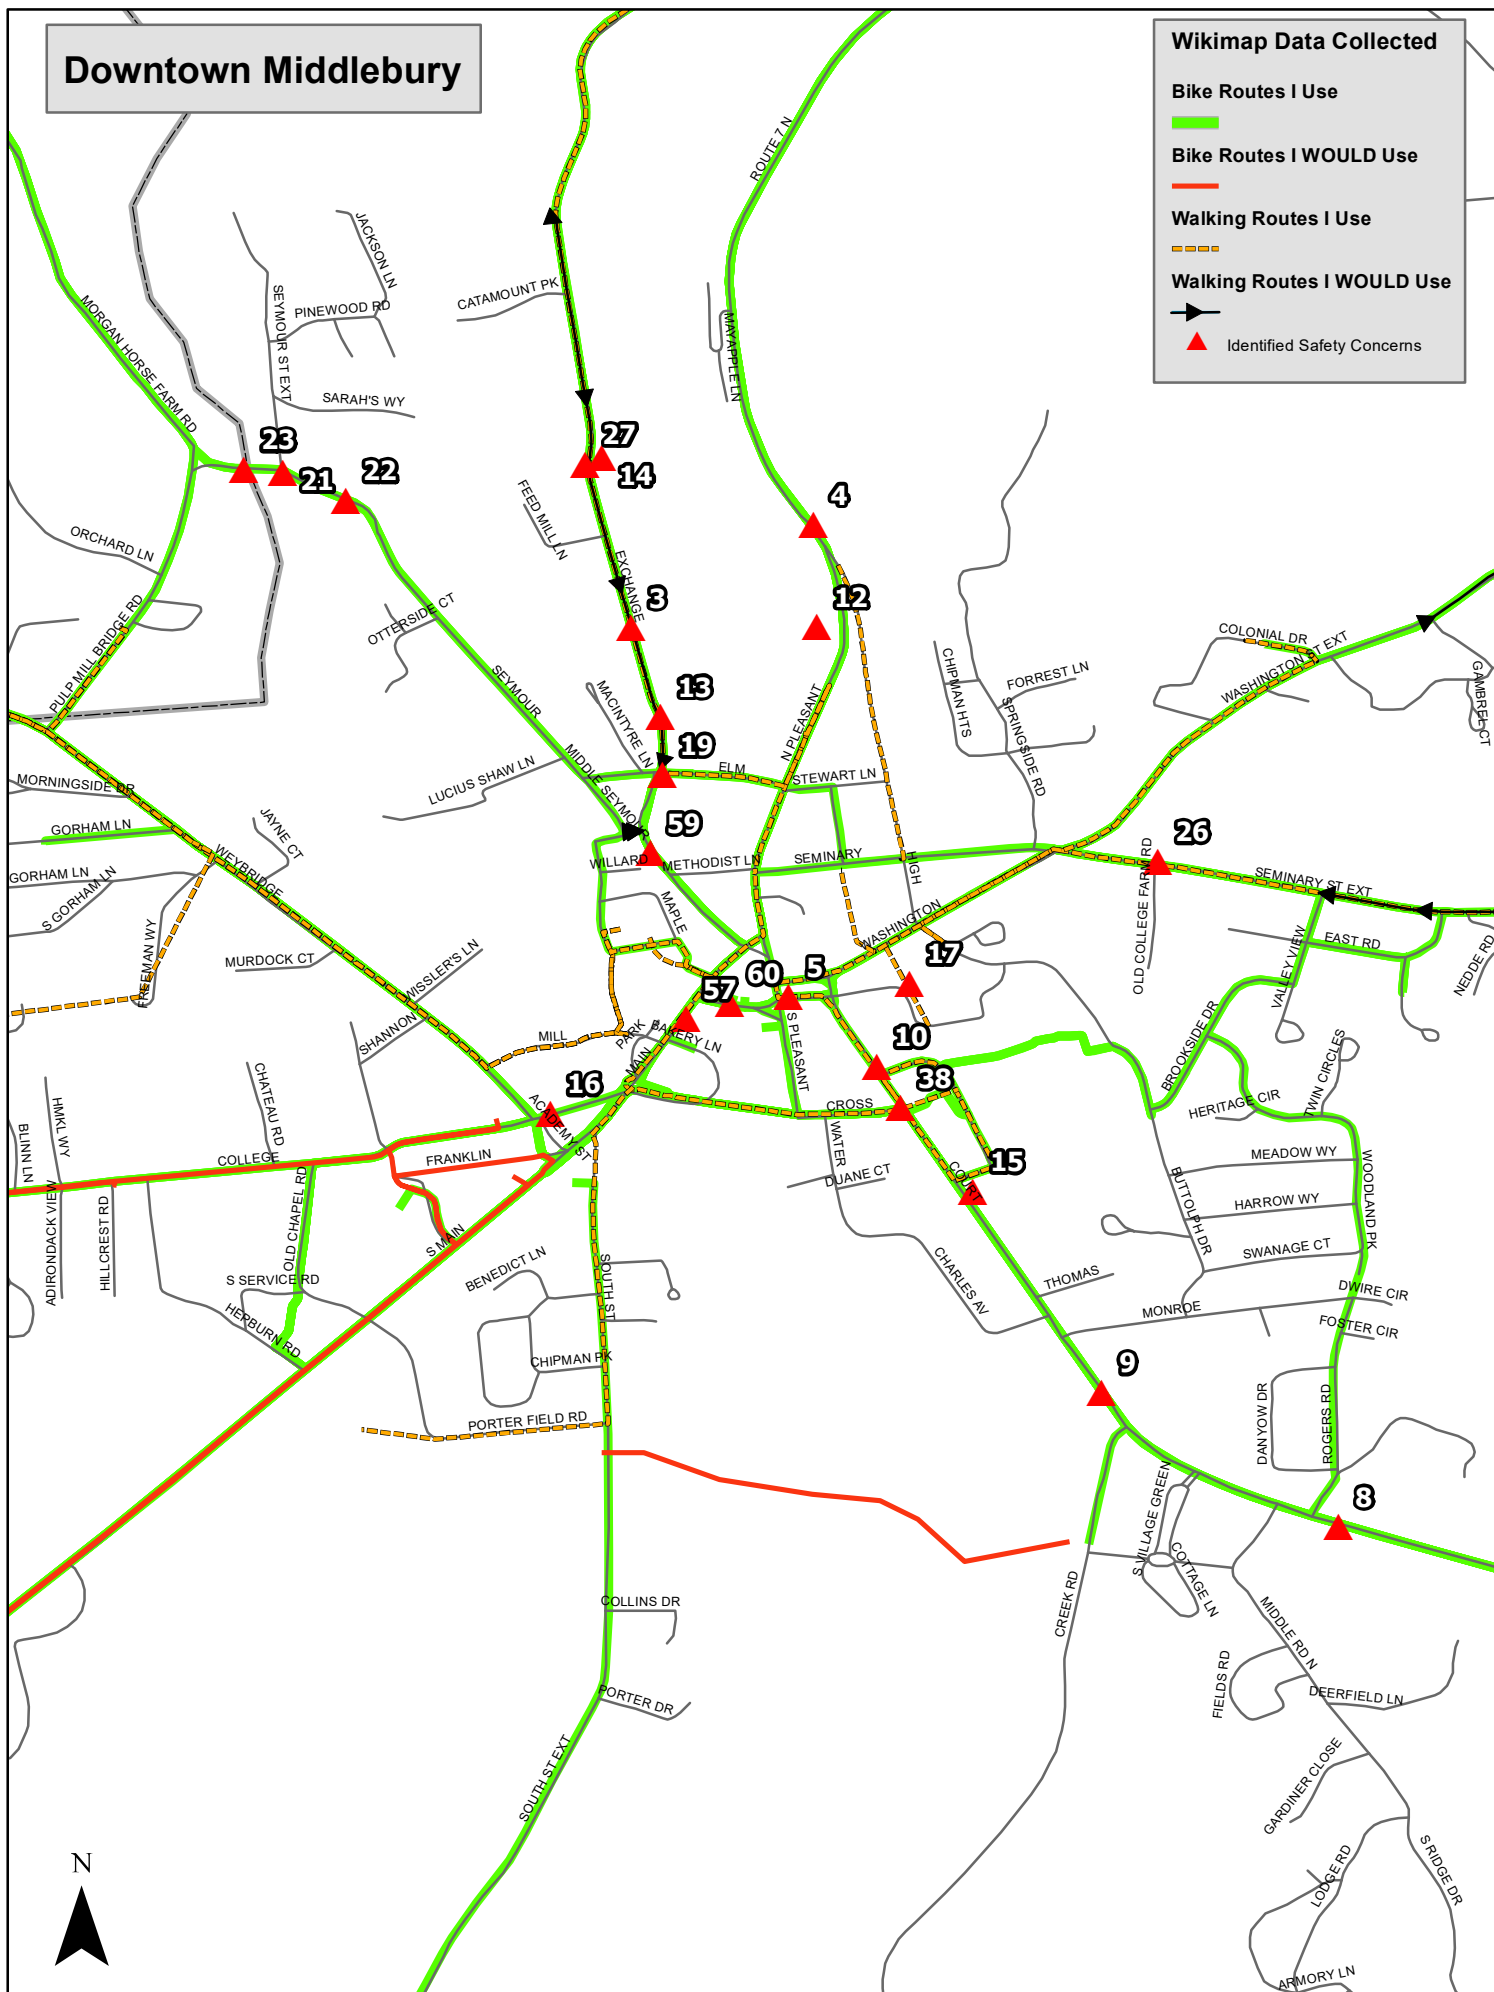 Downtown Middlebury
Wikimap Data Collected
Bike Routes I Use
Bike Routes I WOULD Use
Walking Routes I Use
Walking Routes I WOULD Use
Identified Safety Concerns
ROUTE 7 N
JACKSON LN
SEYMOUR ST EXT
PINEWOOD RD
CATAMOUNT PK
MORGAN HORSE FARM RD
MAYAPPLE LN
SARAH'S WY
23
21
22
27
14
4
FEED MILL LN
ORCHARD LN
EXCHANGE
3
12
OTTERSIDE CT
PULP MILL BRIDGE RD
COLONIAL DR
WASHINGTON ST EXT
GAMBREL CT
CHIPMAN HTS
FORREST LN
SPRINGSIDE RD
SEYMOUR
MACINTYRE LN
13
N PLEASANT
19
ELM
STEWART LN
MIDDLE SEYMOUR
LUCIUS SHAW LN
MORNINGSIDE DR
GORHAM LN
JAYNE CT
WEYBRIDGE
59
WILLARD
METHODIST LN
SEMINARY
HIGH
26
OLD COLLEGE FARM RD
SEMINARY ST EXT
GORHAM LN
S GORHAM LN
MAPLE
WASHINGTON
EAST RD
VALLEY VIEW
NEDDE RD
FREEMAN WY
MURDOCK CT
WISSLER'S LN
SHANNON
57
60
5
17
MILL
PARK
BAKERY LN
MAIN
S PLEASANT
10
BROOKSIDE DR
TWIN CIRCLES
HERITAGE CIR
38
CROSS
16
ACADEMY ST
CHATEAU RD
HMKL WY
BLINN LN
COLLEGE
FRANKLIN
WATER
DUANE CT
COURT
15
MEADOW WY
WOODLAND PK
BUTTOLPH DR
HARROW WY
SWANAGE CT
ADIRONDACK VIEW
HILLCREST RD
OLD CHAPEL RD
S MAIN
S SERVICE RD
HEPBURN RD
BENEDICT LN
SOUTH ST
CHARLES AV
THOMAS
MONROE
DWIRE CIR
FOSTER CIR
CHIPMAN PK
9
PORTER FIELD RD
DANYOW DR
ROGERS RD
8
S VILLAGE GREEN
COTTAGE LN
CREEK RD
COLLINS DR
MIDDLE RD N
FIELDS RD
DEERFIELD LN
PORTER DR
SOUTH ST EXT
GARDINER CLOSE
LODGE RD
S RIDGE DR
ARMORY LN
N